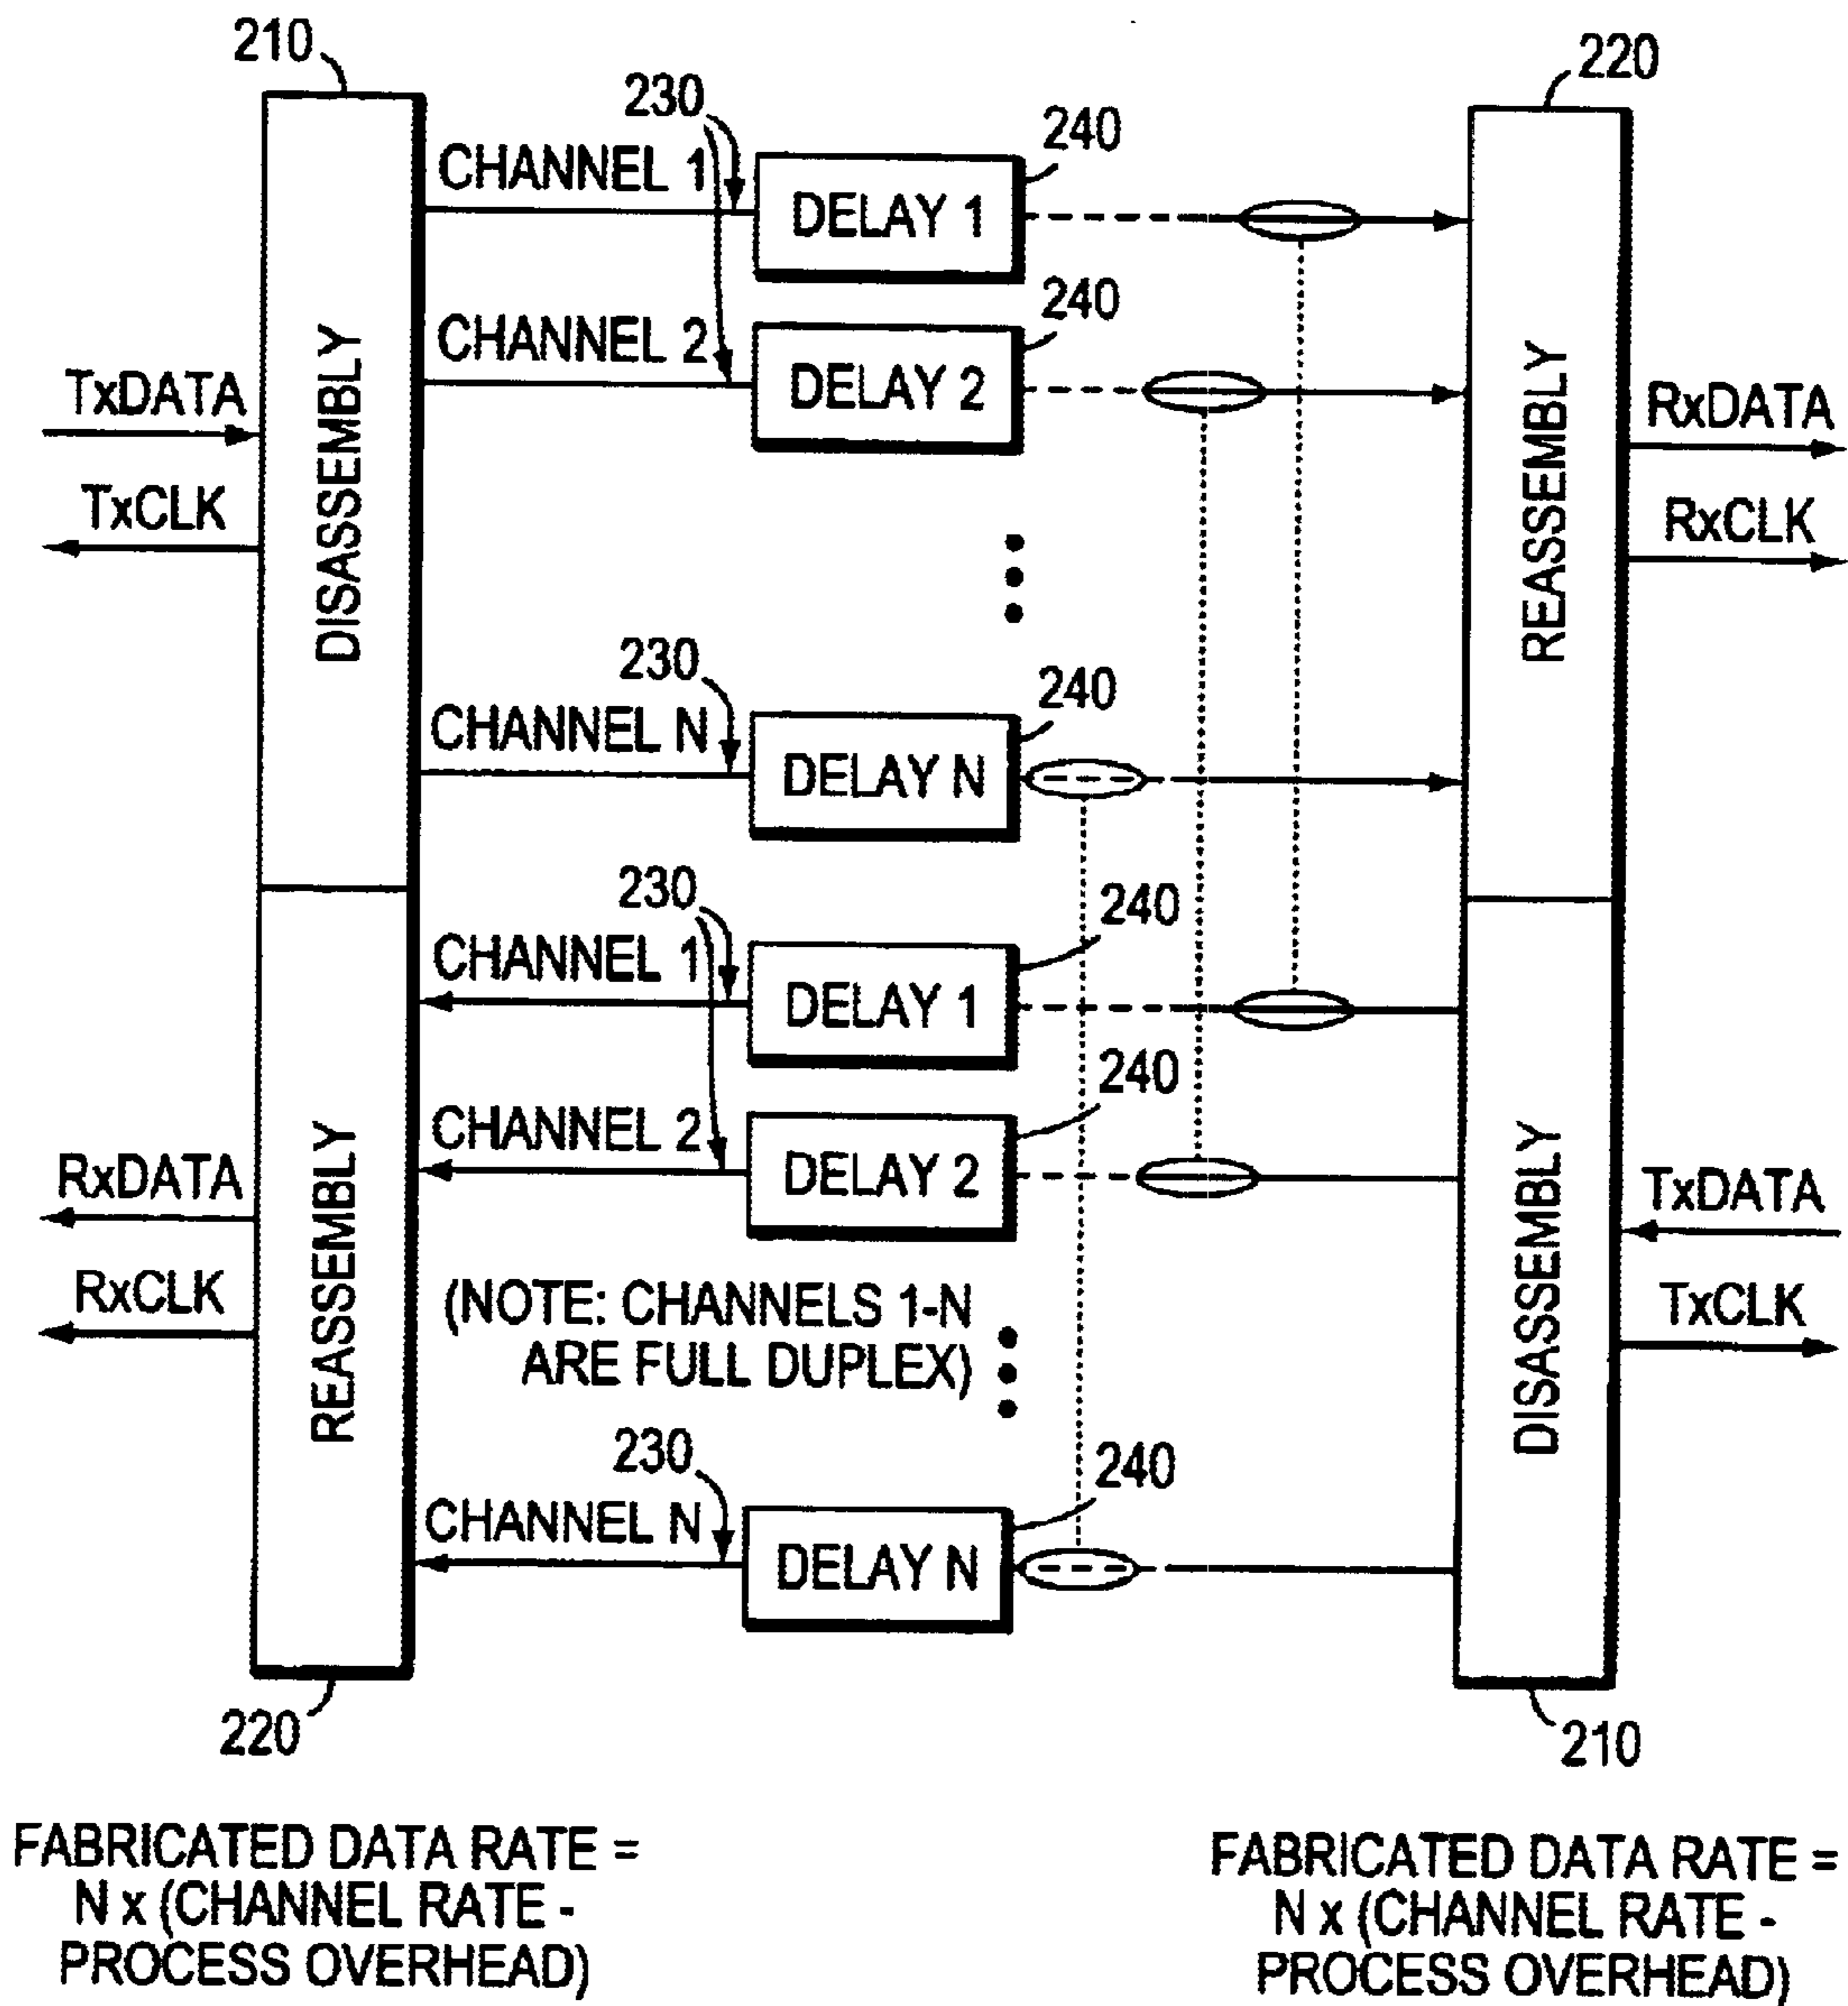 210
220
230
240
CHANNEL 1
DELAY 1
240
CHANNEL 2
DELAY 2
TxDATA
TxCLK
DISASSEMBLY
REASSEMBLY
RxDATA
RxCLK
230
240
CHANNEL N
DELAY N
230
240
CHANNEL 1
DELAY 1
240
CHANNEL 2
DELAY 2
RxDATA
RxCLK
REASSEMBLY
DISASSEMBLY
TxDATA
TxCLK
(NOTE: CHANNELS 1-N
ARE FULL DUPLEX)
230
240
CHANNEL N
DELAY N
220
210
FABRICATED DATA RATE =
N x (CHANNEL RATE -
PROCESS OVERHEAD)
FABRICATED DATA RATE =
N x (CHANNEL RATE -
PROCESS OVERHEAD)